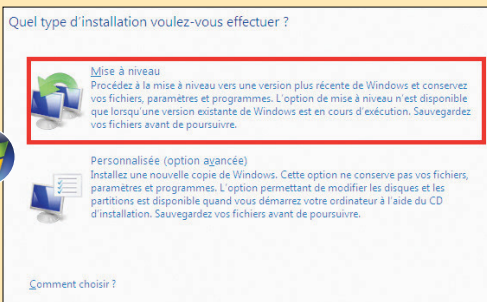 Quel type d'installation voulez-vous effectuer ?
Mise à niveau
Procédez à la mise à niveau vers une version plus récente de Windows et conservez
vos fichiers, paramètres et programmes. L'option de mise à niveau n'est disponible
que lorsqu'une version existante de Windows est en cours d'exécution. Sauvegardez
vos fichiers avant de poursuivre.
Personnalisée (option avancée)
Installez une nouvelle copie de Windows. Cette option ne conserve pas vos fichiers,
paramètres et programmes. L'option permettant de modifier les disques et les
partitions est disponible quand vous démarrez votre ordinateur à l'aide du CD
d'installation. Sauvegardez vos fichiers avant de poursuivre.
Comment choisir ?